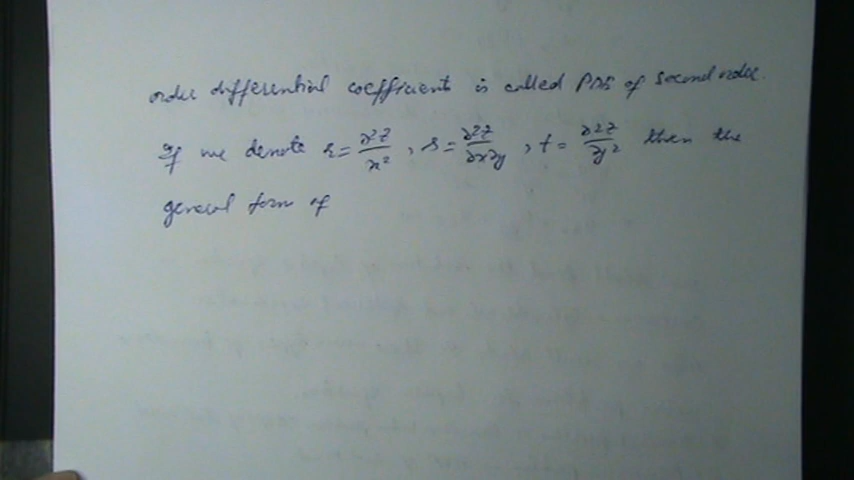 order differential coefficients is called PDE of second order.
If we denote r = ∂²z/x², s = ∂²z/∂x∂y, t = ∂²z/∂y² then the
general form of